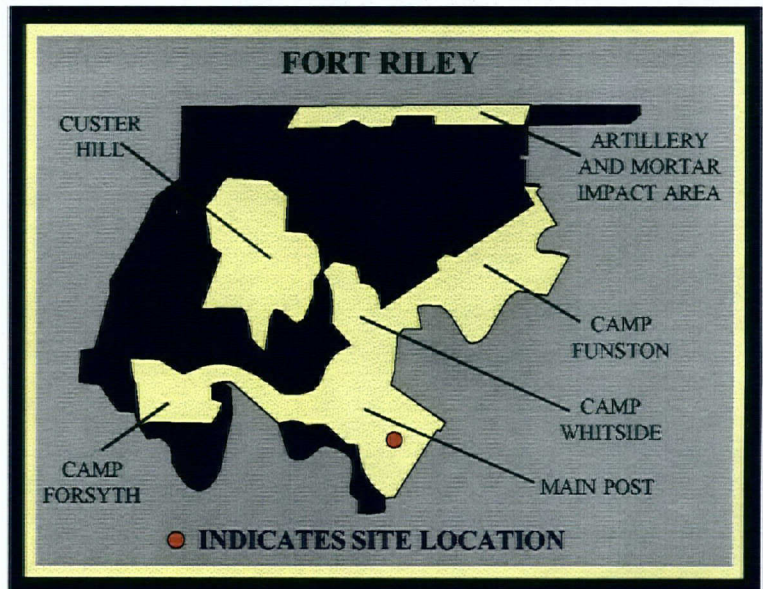 FORT RILEY
CUSTER
HILL
ARTILLERY
AND MORTAR
IMPACT AREA
CAMP
FUNSTON
CAMP
WHITSIDE
MAIN POST
CAMP
FORSYTH
INDICATES SITE LOCATION